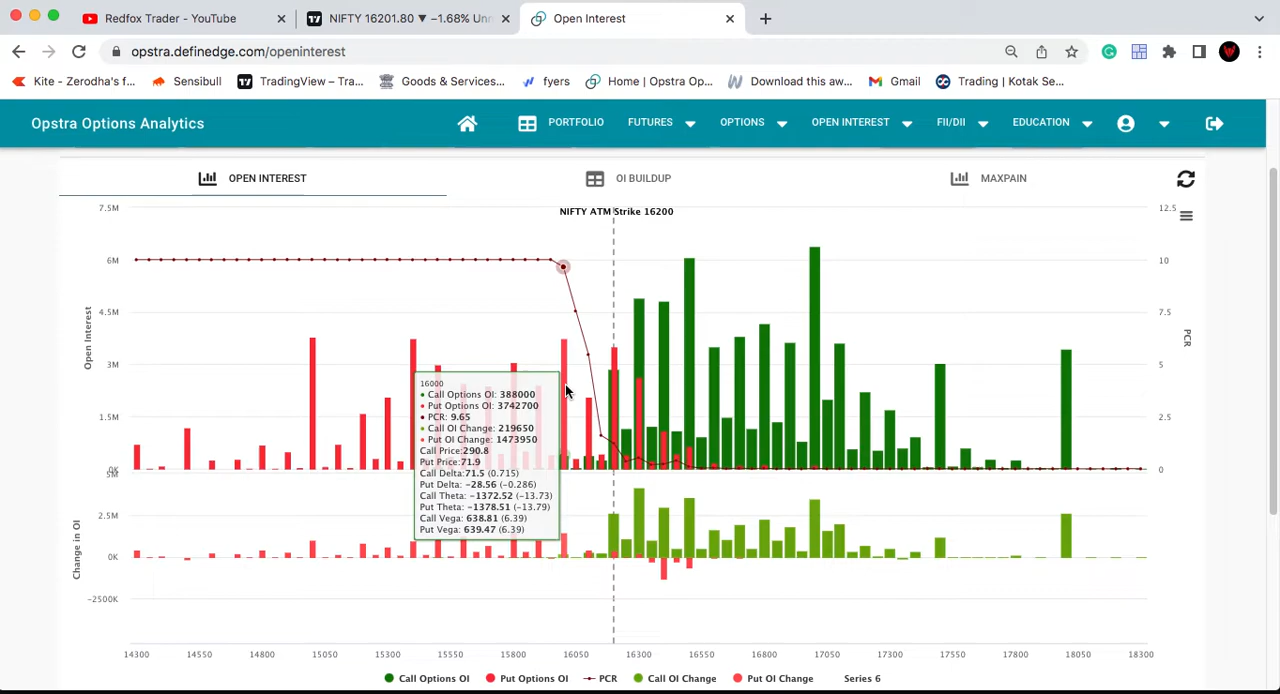 Redfox Trader - YouTube
NIFTY 16201.80 ▼ −1.68% Unn
Open Interest
opstra.definedge.com/openinterest
Kite - Zerodha's f...
Sensibull
TradingView – Tra...
Goods & Services...
fyers
Home | Opstra Op...
Download this aw...
Gmail
Trading | Kotak Se...
Opstra Options Analytics
PORTFOLIO
FUTURES
OPTIONS
OPEN INTEREST
FII/DII
EDUCATION
OPEN INTEREST
OI BUILDUP
MAXPAIN
NIFTY ATM Strike 16200
7.5M
6M
4.5M
3M
1.5M
0K
Open Interest
12.5
10
7.5
5
2.5
0
PCR
16000
Call Options OI: 388000
Put Options OI: 3742700
PCR: 9.65
Call OI Change: 219650
Put OI Change: 1473950
Call Price:290.8
Put Price:71.9
Call Delta:71.5 (0.715)
Put Delta: −28.56 (−0.286)
Call Theta: −1372.52 (−13.73)
Put Theta: −1378.51 (−13.79)
Call Vega: 638.81 (6.39)
Put Vega: 639.47 (6.39)
2.5M
0K
−2500K
Change in OI
14300 14550 14800 15050 15300 15550 15800 16050 16300 16550 16800 17050 17300 17550 17800 18050 18300
Call Options OI Put Options OI PCR Call OI Change Put OI Change Series 6